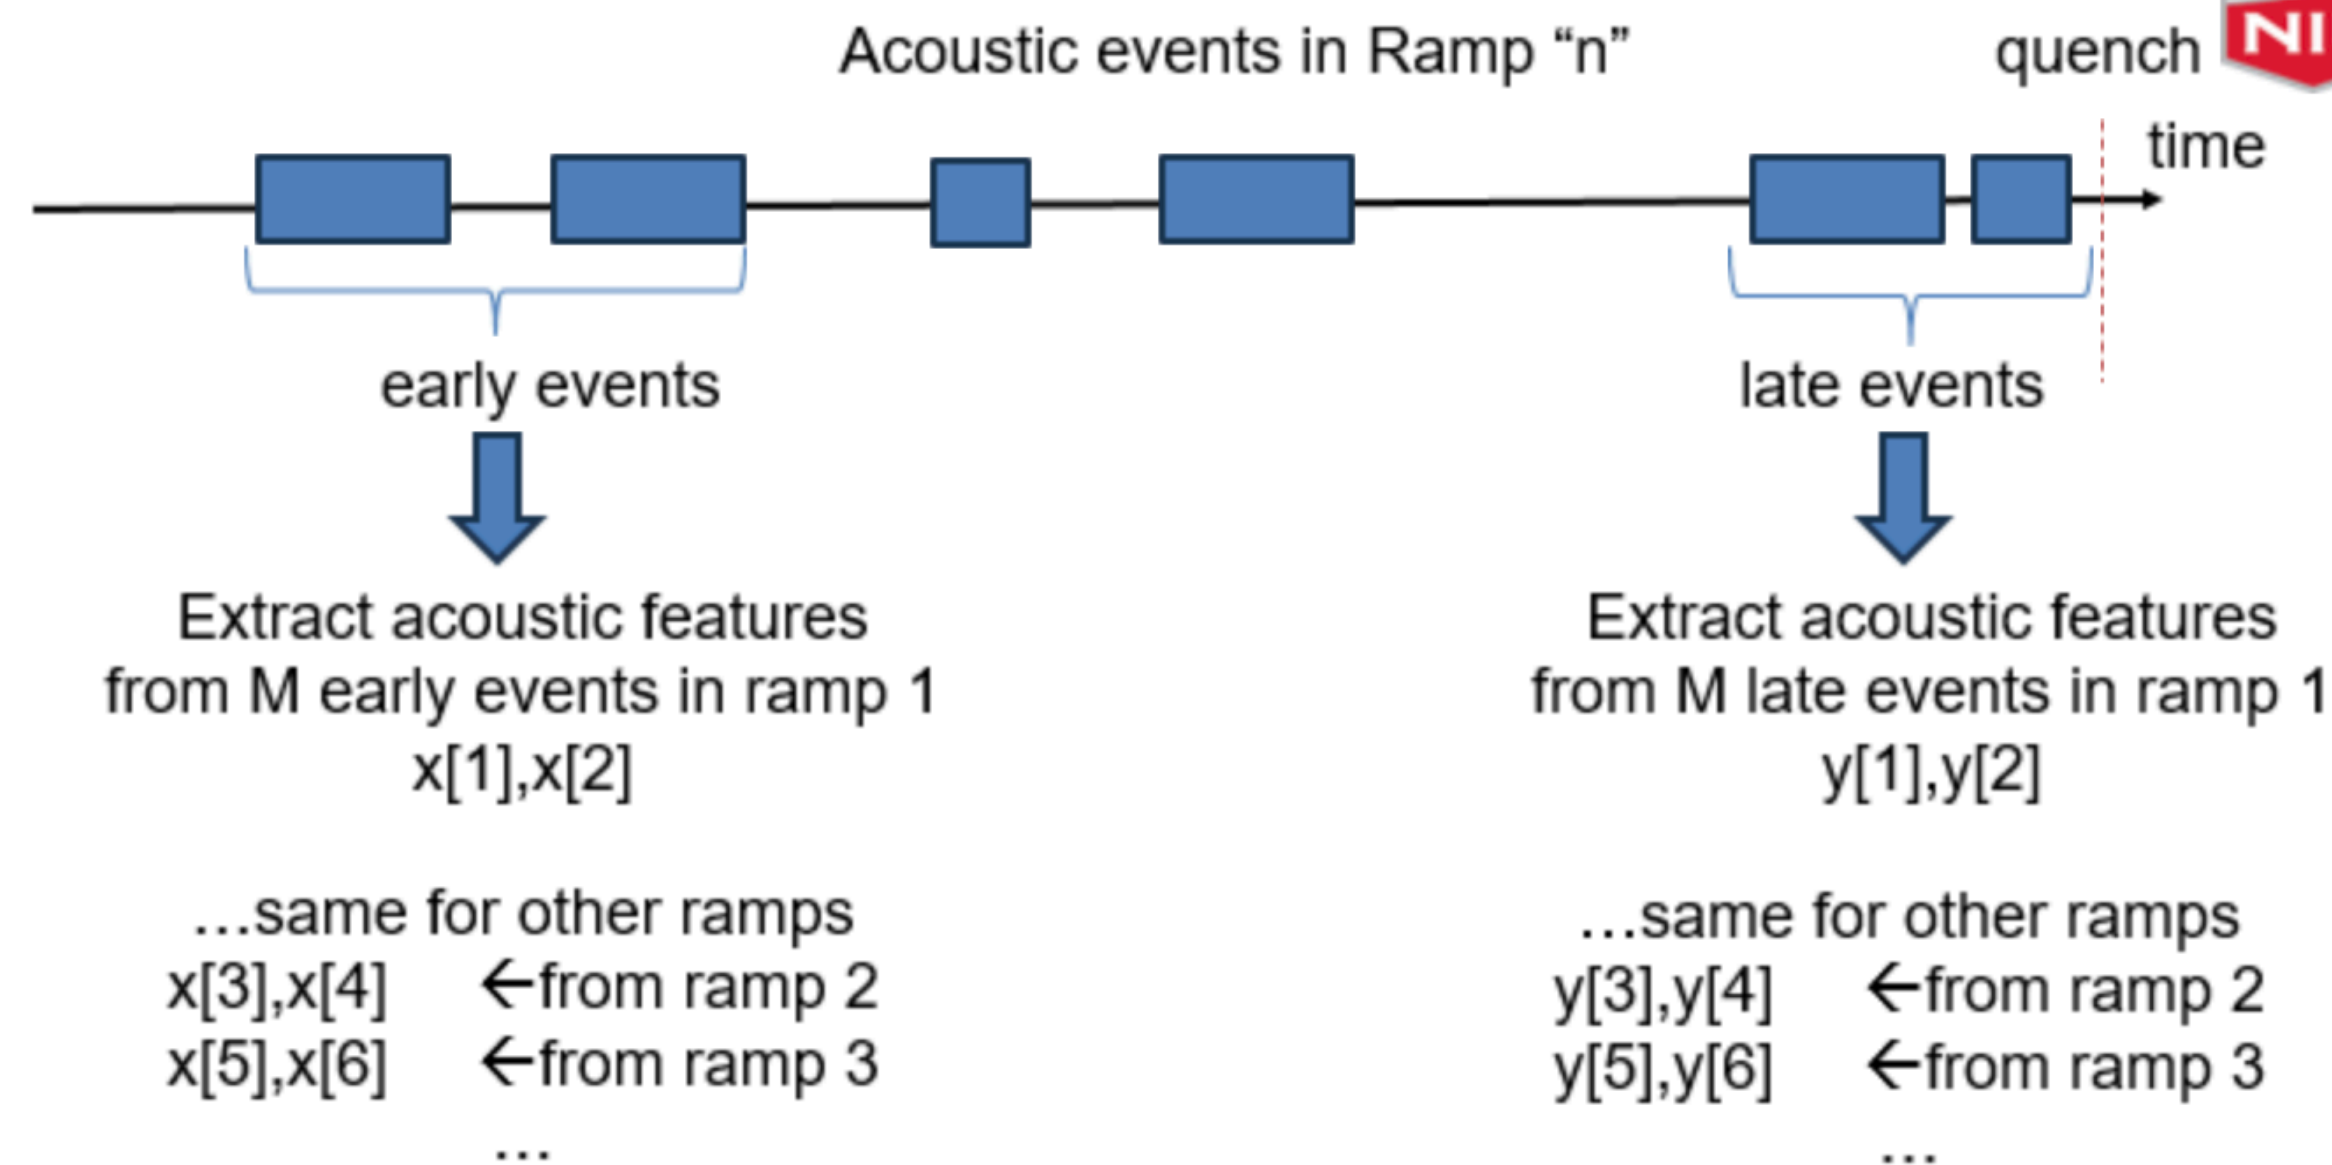 Acoustic events in Ramp “n”
quench
NI
time
early events
late events
Extract acoustic features
from M early events in ramp 1
x[1],x[2]
Extract acoustic features
from M late events in ramp 1
y[1],y[2]
…same for other ramps
x[3],x[4] ←from ramp 2
x[5],x[6] ←from ramp 3
…
…same for other ramps
y[3],y[4] ←from ramp 2
y[5],y[6] ←from ramp 3
…